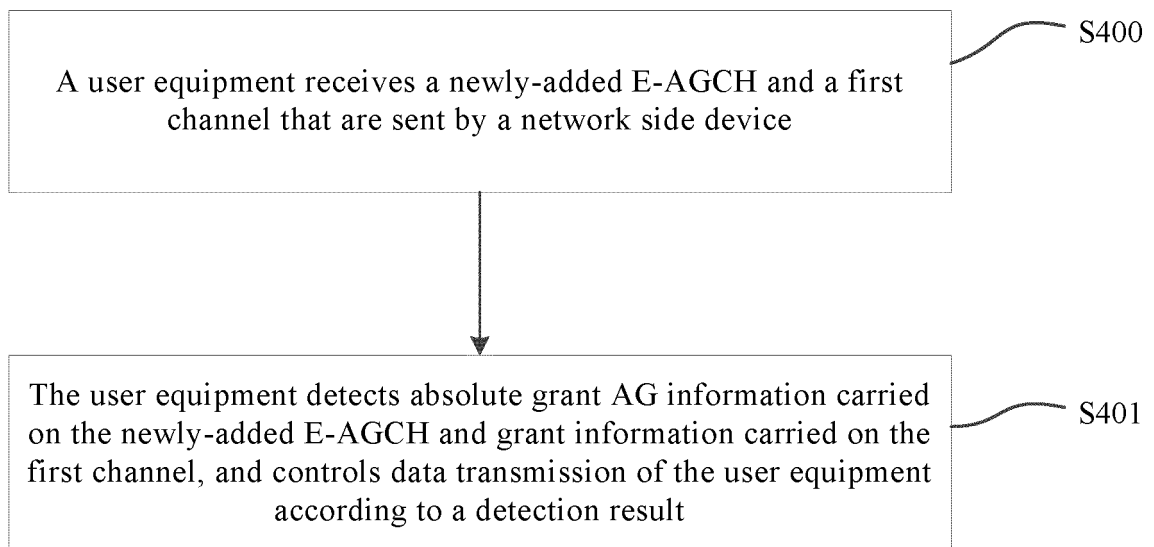 S400
A user equipment receives a newly-added E-AGCH and a first
channel that are sent by a network side device
S401
The user equipment detects absolute grant AG information carried
on the newly-added E-AGCH and grant information carried on the
first channel, and controls data transmission of the user equipment
according to a detection result